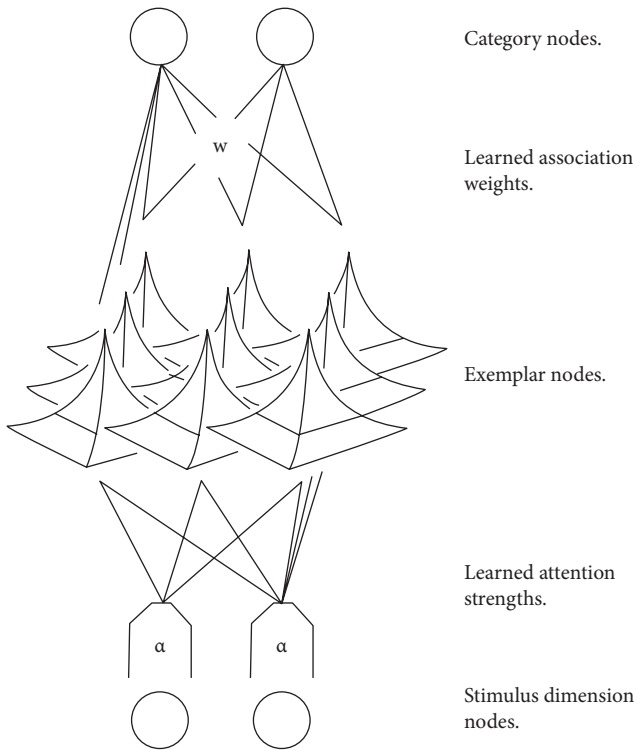 Category nodes.
w
Learned association
weights.
Exemplar nodes.
Learned attention
strengths.
α
α
Stimulus dimension
nodes.